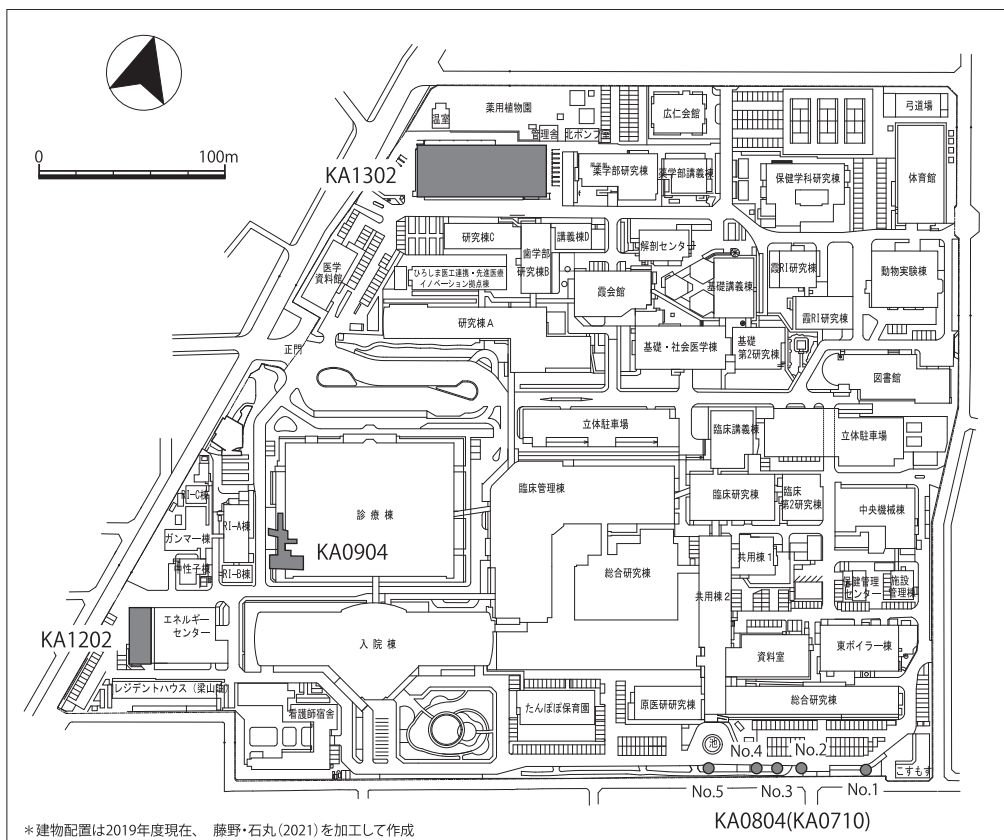 0
100m
KA1302
薬用植物園
温室
管理舎
北ポンプ室
広仁会館
弓道場
薬学部研究棟
薬学部講義棟
保健学科研究棟
体育館
研究棟C
講義棟D
歯学部
研究棟B
解剖センター
医学
資料館
ひろしま医工連携・先進医療
イノベーション拠点棟
霞会館
基礎講義棟
霞RI研究棟
動物実験棟
霞RI研究棟
研究棟A
基礎・社会医学棟
基礎
第2研究棟
正門
図書館
立体駐車場
臨床講義棟
立体駐車場
臨床管理棟
臨床研究棟
臨床
第2研究棟
中央機械棟
RI-C棟
RI-A棟
ガンマー棟
RI-B棟
診療棟
KA0904
総合研究棟
共用棟1
共用棟2
保健管理
センター
施設
管理棟
KA1202
エネルギー
センター
入院棟
資料室
東ボイラー棟
レジデントハウス
看護師宿舎
たんぽぽ保育園
原医研研究棟
総合研究棟
池
No.4
No.2
こすもす
No.5
No.3
No.1
KA0804(KA0710)
*建物配置は2019年度現在、 藤野・石丸(2021)を加工して作成